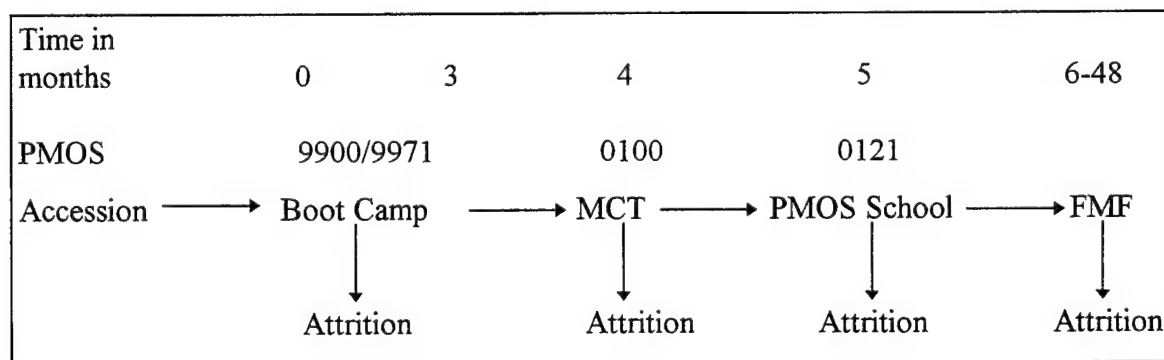 Time in
months 0 3 4 5 6-48
PMOS 9900/9971 0100 0121
Accession Boot Camp MCT PMOS School FMF
Attrition Attrition Attrition Attrition